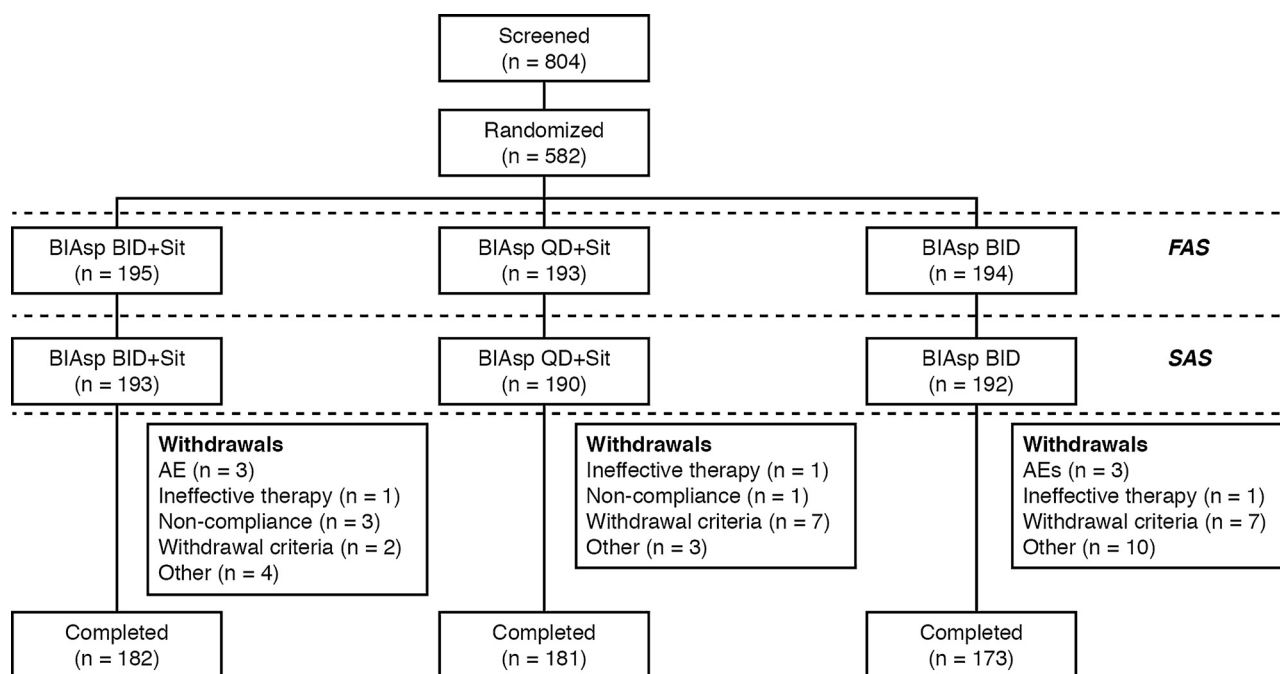 Screened
(n = 804)
Randomized
(n = 582)
BIAsp BID+Sit
(n = 195)
BIAsp QD+Sit
(n = 193)
BIAsp BID
(n = 194)
FAS
BIAsp BID+Sit
(n = 193)
BIAsp QD+Sit
(n = 190)
BIAsp BID
(n = 192)
SAS
Withdrawals
AE (n = 3)
Ineffective therapy (n = 1)
Non-compliance (n = 3)
Withdrawal criteria (n = 2)
Other (n = 4)
Withdrawals
Ineffective therapy (n = 1)
Non-compliance (n = 1)
Withdrawal criteria (n = 7)
Other (n = 3)
Withdrawals
AEs (n = 3)
Ineffective therapy (n = 1)
Withdrawal criteria (n = 7)
Other (n = 10)
Completed
(n = 182)
Completed
(n = 181)
Completed
(n = 173)